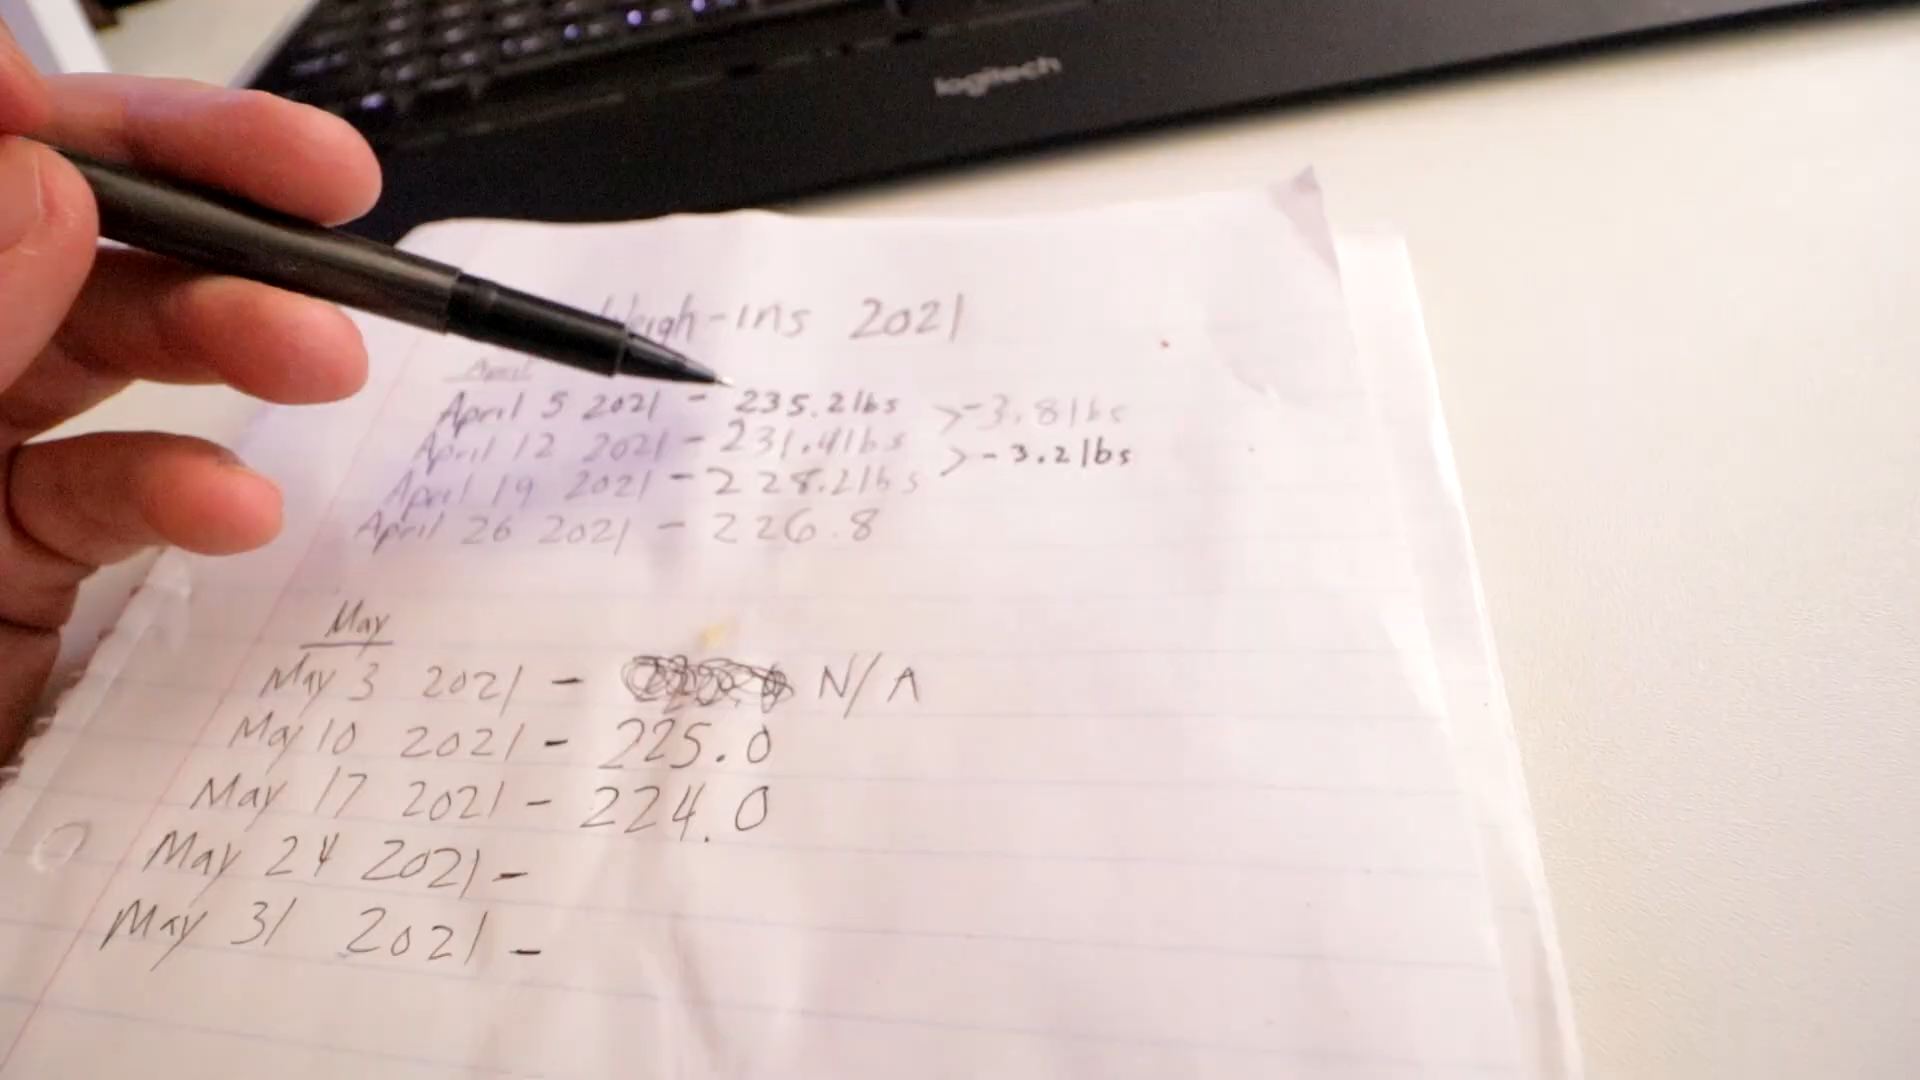 logitech
Weigh-ins 2021
April
April 5 2021 - 235.2lbs >-3.8lbs
April 12 2021 - 231.4lbs
>-3.2lbs
April 19 2021 - 228.2lbs
April 26 2021 - 226.8
May
May 3 2021 - N/A
May 10 2021 - 225.0
May 17 2021 - 224.0
May 24 2021 -
May 31 2021 -